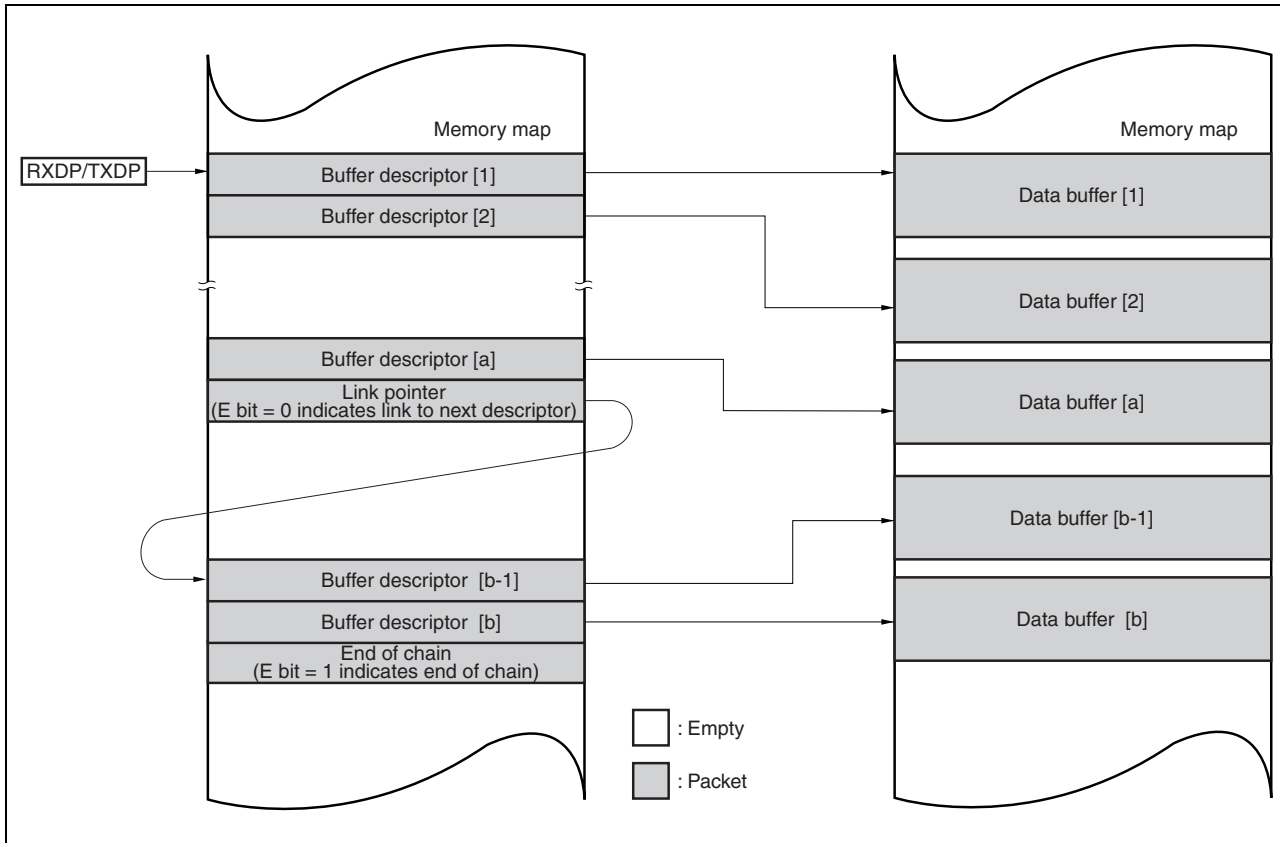 Memory map
Memory map
RXDP/TXDP
Buffer descriptor [1]
Buffer descriptor [2]
Buffer descriptor [a]
Link pointer
(E bit = 0 indicates link to next descriptor)
Buffer descriptor [b-1]
Buffer descriptor [b]
End of chain
(E bit = 1 indicates end of chain)
Data buffer [1]
Data buffer [2]
Data buffer [a]
Data buffer [b-1]
Data buffer [b]
: Empty
: Packet